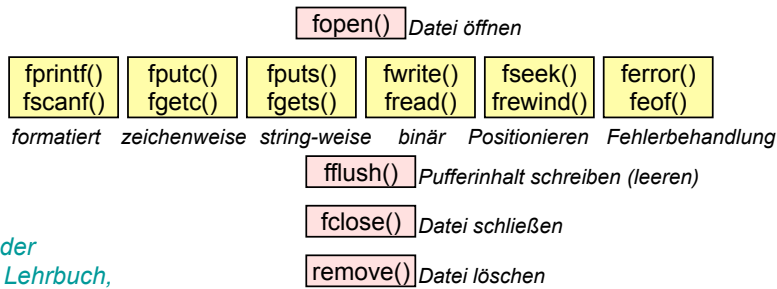 fopen() Datei öffnen
fprintf() fputc() fputs() fwrite() fseek() ferror()
fscanf() fgetc() fgets() fread() frewind() feof()
formatiert zeichenweise string-weise binär Positionieren Fehlerbehandlung
fflush() Pufferinhalt schreiben (leeren)
fclose() Datei schließen
der
Lehrbuch,
remove() Datei löschen